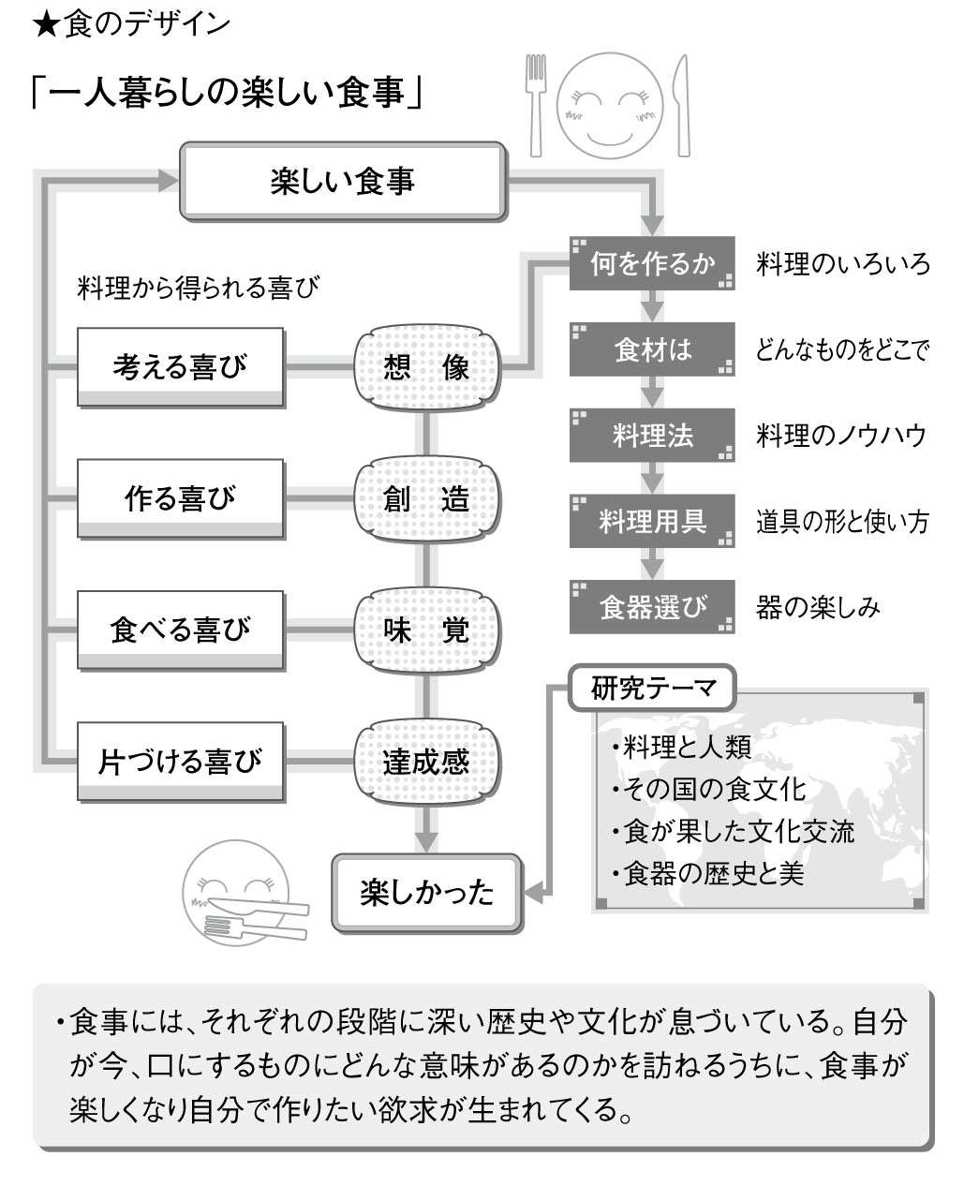 ★食のデザイン
「一人暮らしの楽しい食事」
楽しい食事
料理から得られる喜び
考える喜び
想　像
作る喜び
創　造
食べる喜び
味　覚
片づける喜び
達成感
楽しかった
何を作るか
料理のいろいろ
食材は
どんなものをどこで
料理法
料理のノウハウ
料理用具
道具の形と使い方
食器選び
器の楽しみ
研究テーマ
・料理と人類
・その国の食文化
・食が果した文化交流
・食器の歴史と美
・食事には、それぞれの段階に深い歴史や文化が息づいている。自分
が今、口にするものにどんな意味があるのかを訪ねるうちに、食事が
楽しくなり自分で作りたい欲求が生まれてくる。